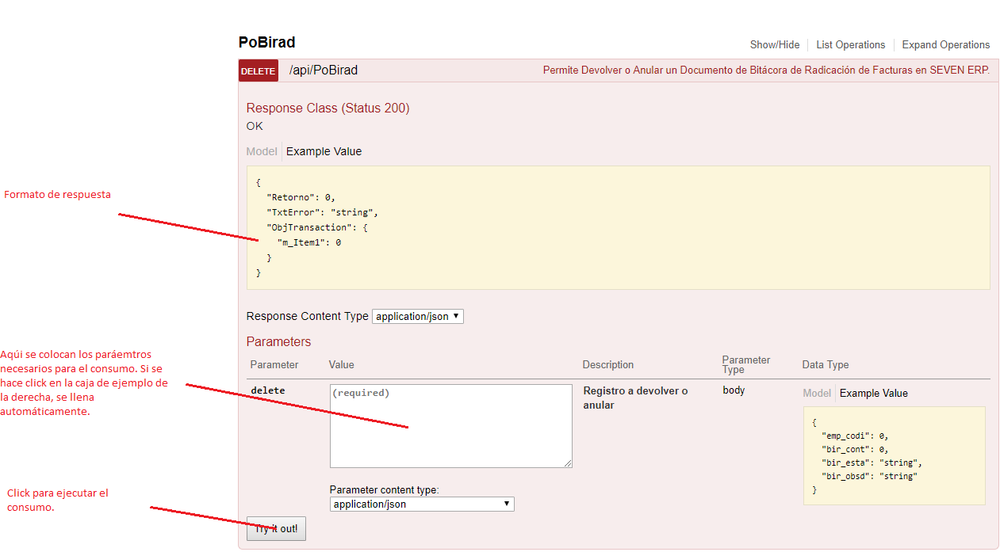 PoBirad
Show/Hide
List Operations
Expand Operations
DELETE
/api/PoBirad
Permite Devolver o Anular un Documento de Bitácora de Radicación de Facturas en SEVEN ERP.
Response Class (Status 200)
OK
Model
Example Value
{
"Retorno": 0,
"TxtError": "string",
"ObjTransaction": {
"m_Item1": 0
}
}
Formato de respuesta
Response Content Type
application/json
Parameters
Parameter
Value
Description
Parameter
Type
Data Type
Aqúi se colocan los paráemtros
necesarios para el consumo. Si se
hace click en la caja de ejemplo de
la derecha, se llena
automáticamente.
delete
(required)
Registro a devolver o
anular
body
Model
Example Value
{
"emp_codi": 0,
"bir_cont": 0,
"bir_esta": "string",
"bir_obsd": "string"
}
Parameter content type:
application/json
Click para ejecutar el
consumo.
Try it out!